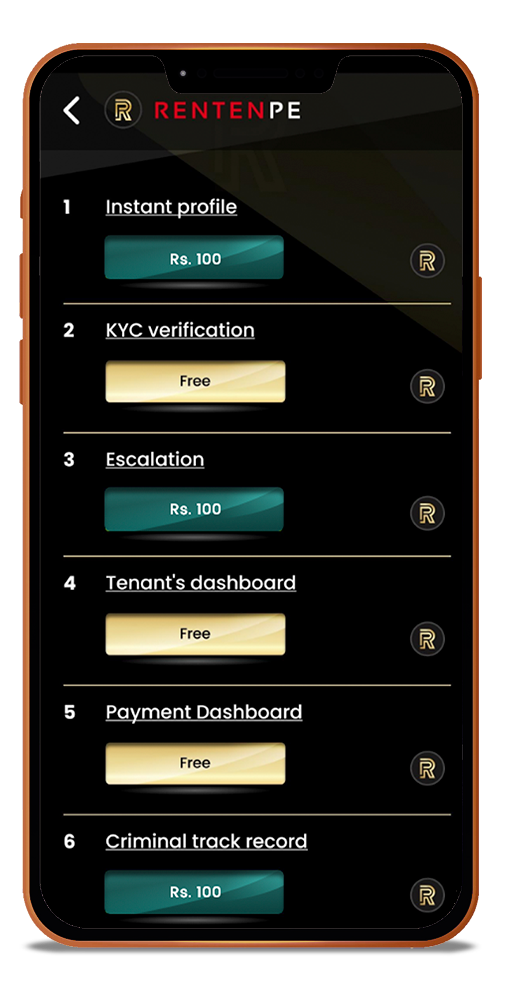 RENTENPE
1 Instant profile
Rs. 100
2 KYC verification
Free
3 Escalation
Rs. 100
4 Tenant's dashboard
Free
5 Payment Dashboard
Free
6 Criminal track record
Rs. 100